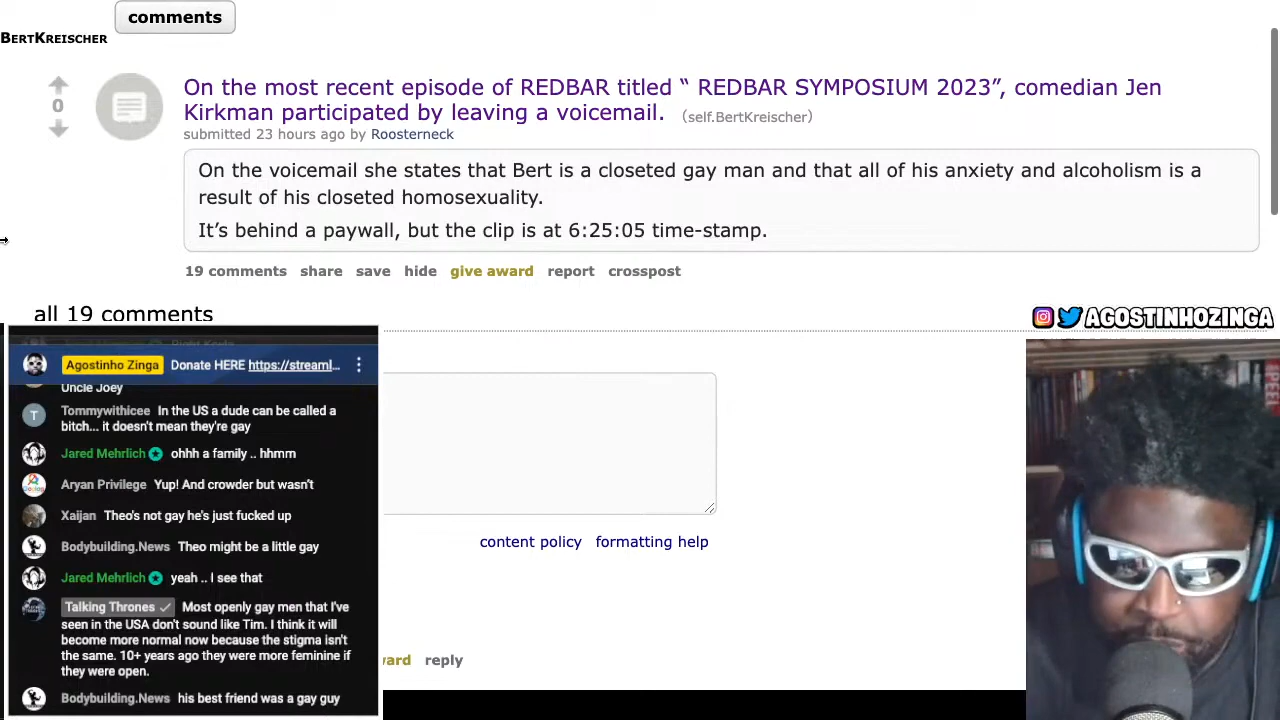 comments
BERTKREISCHER
On the most recent episode of REDBAR titled “ REDBAR SYMPOSIUM 2023”, comedian Jen
Kirkman participated by leaving a voicemail. (self.BertKreischer)
0
submitted 23 hours ago by Roosterneck
On the voicemail she states that Bert is a closeted gay man and that all of his anxiety and alcoholism is a
result of his closeted homosexuality.
It’s behind a paywall, but the clip is at 6:25:05 time-stamp.
19 comments share save hide give award report crosspost
all 19 comments
AGOSTINHOZINGA
Agostinho Zinga Donate HERE https://streaml...
Uncle Joey
T Tommywithicee In the US a dude can be called a
bitch... it doesn't mean they're gay
Jared Mehrlich ohhh a family .. hhmm
Aryan Privilege Yup! And crowder but wasn't
Xaijan Theo's not gay he's just fucked up
Bodybuilding.News Theo might be a little gay
Jared Mehrlich yeah .. I see that
Talking Thrones Most openly gay men that I've
seen in the USA don't sound like Tim. I think it will
become more normal now because the stigma isn't
the same. 10+ years ago they were more feminine if
they were open.
Bodybuilding.News his best friend was a gay guy
content policy formatting help
ward reply